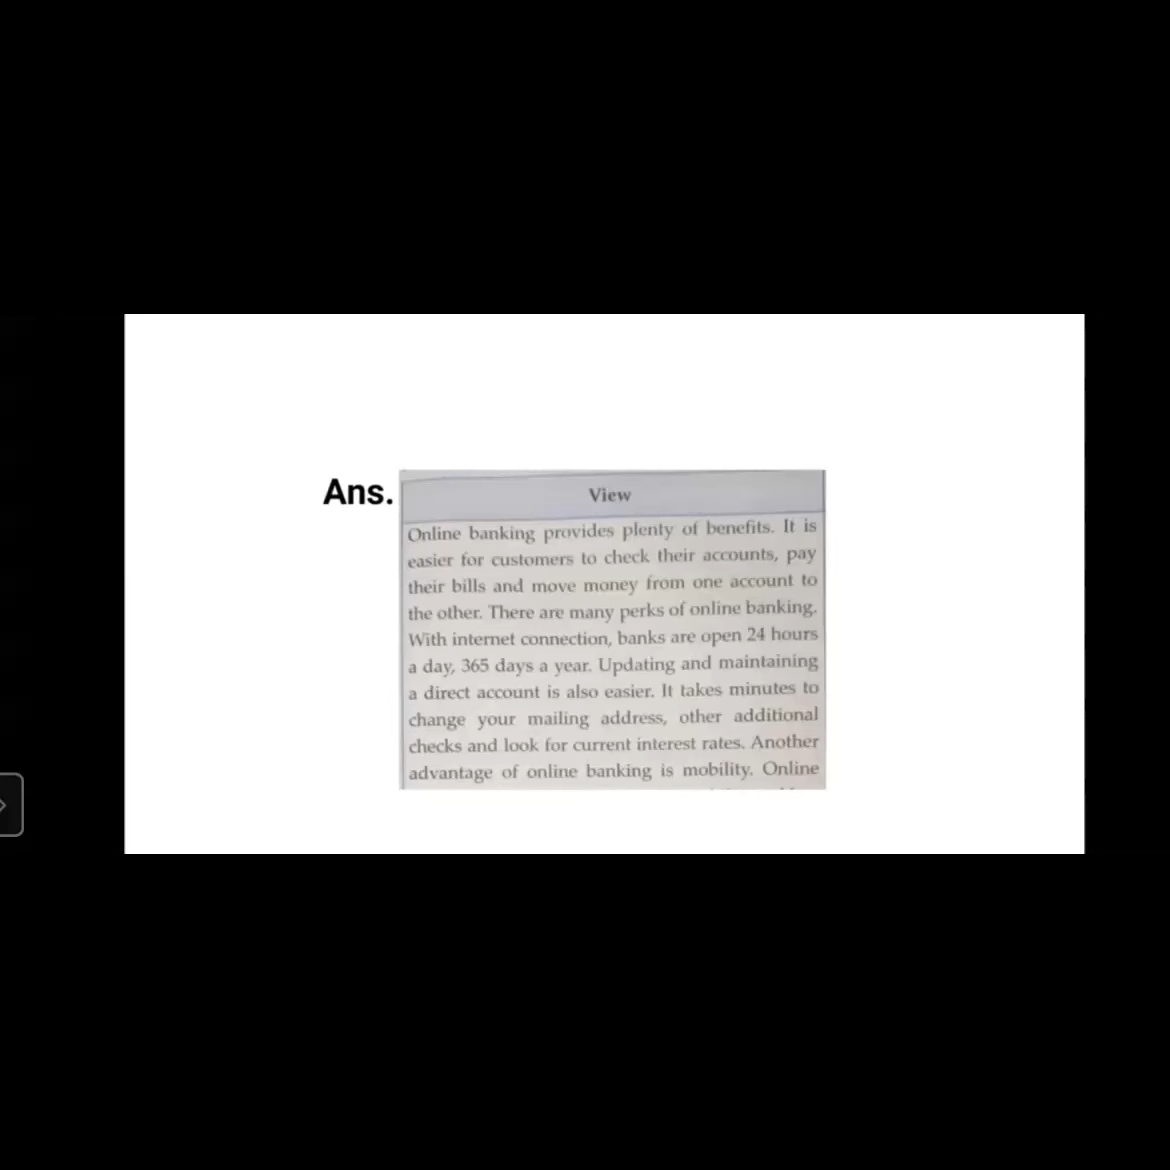 Ans.
View
Online banking provides plenty of benefits. It is
easier for customers to check their accounts, pay
their bills and move money from one account to
the other. There are many perks of online banking.
With internet connection, banks are open 24 hours
a day, 365 days a year. Updating and maintaining
a direct account is also easier. It takes minutes to
change your mailing address, other additional
checks and look for current interest rates. Another
advantage of online banking is mobility. Online